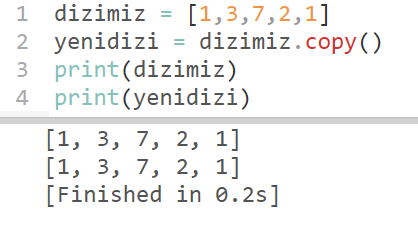 1 dizimiz = [1,3,7,2,1]
2 yenidizi = dizimiz.copy()
3 print(dizimiz)
4 print(yenidizi)
[1, 3, 7, 2, 1]
[1, 3, 7, 2, 1]
[Finished in 0.2s]